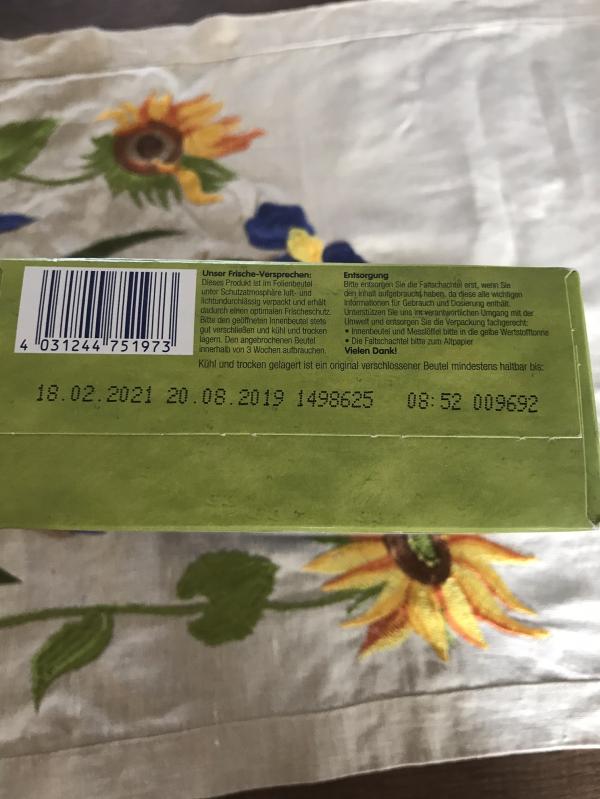 4 031244 751973
Unser Frische-Versprechen:
Dieses Produkt ist im Folienbeutel
unter Schutzatmosphäre luft- und
lichtundurchlässig verpackt und erhält
dadurch einen optimalen Frischeschutz.
Bitte den geöffneten Innenbeutel stets
gut verschließen und kühl und trocken
lagern. Den angebrochenen Beutel
innerhalb von 3 Wochen aufbrauchen.
Entsorgung
Bitte entsorgen Sie die Faltschachtel erst, wenn Sie
den Inhalt aufgebraucht haben, da diese alle wichtigen
Informationen für Gebrauch und Dosierung enthält.
Unterstützen Sie uns im verantwortlichen Umgang mit der
Umwelt und entsorgen Sie die Verpackung fachgerecht:
• Innenbeutel und Messlöffel bitte in die gelbe Wertstofftonne
• Die Faltschachtel bitte zum Altpapier
Vielen Dank!
Kühl und trocken gelagert ist ein original verschlossener Beutel mindestens haltbar bis:
18.02.2021 20.08.2019 1498625 08:52 009692